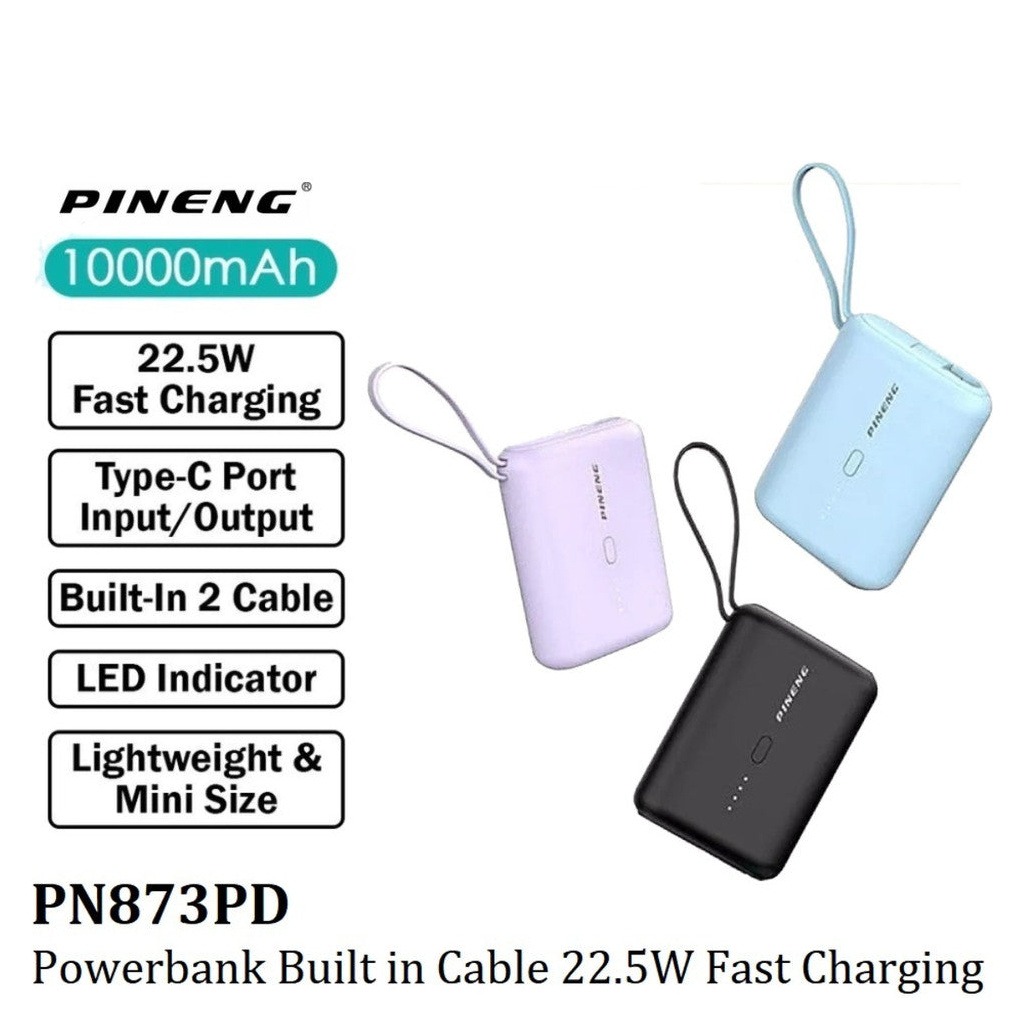 PINENG®
10000mAh
22.5W
Fast Charging
Type-C Port
Input/Output
Built-In 2 Cable
LED Indicator
Lightweight &
Mini Size
PINENG
PINENG
PINENG
PN873PD
Powerbank Built in Cable 22.5W Fast Charging